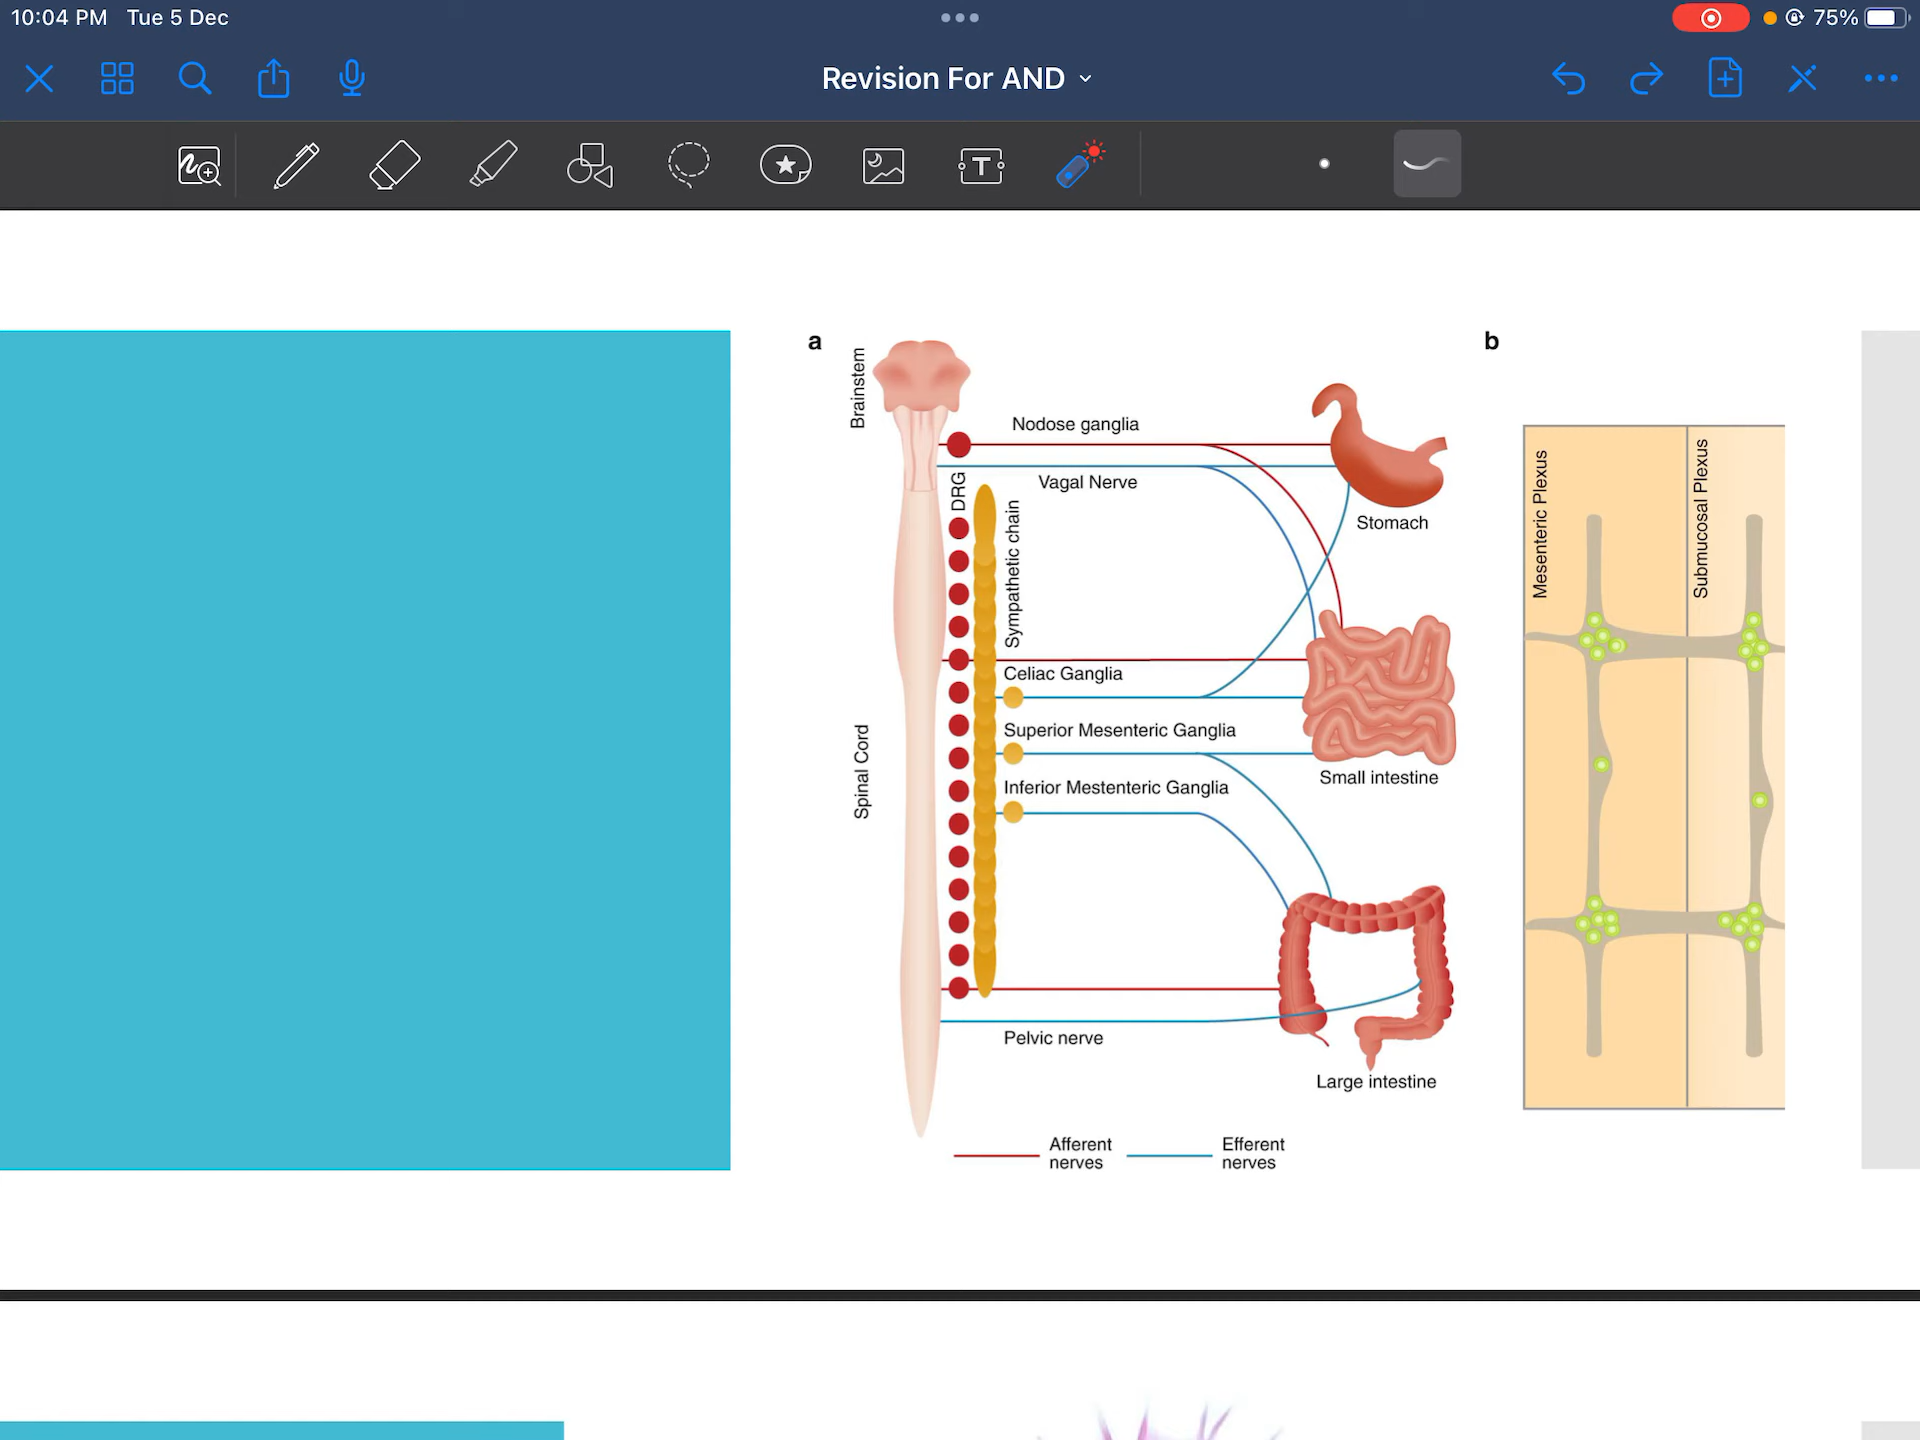 10:04 PM Tue 5 Dec
75%
Revision For AND
T
a
b
Brainstem
Nodose ganglia
Vagal Nerve
DRG
Sympathetic chain
Stomach
Mesenteric Plexus
Submucosal Plexus
Celiac Ganglia
Superior Mesenteric Ganglia
Spinal Cord
Small intestine
Inferior Mestenteric Ganglia
Pelvic nerve
Large intestine
Afferent
nerves
Efferent
nerves